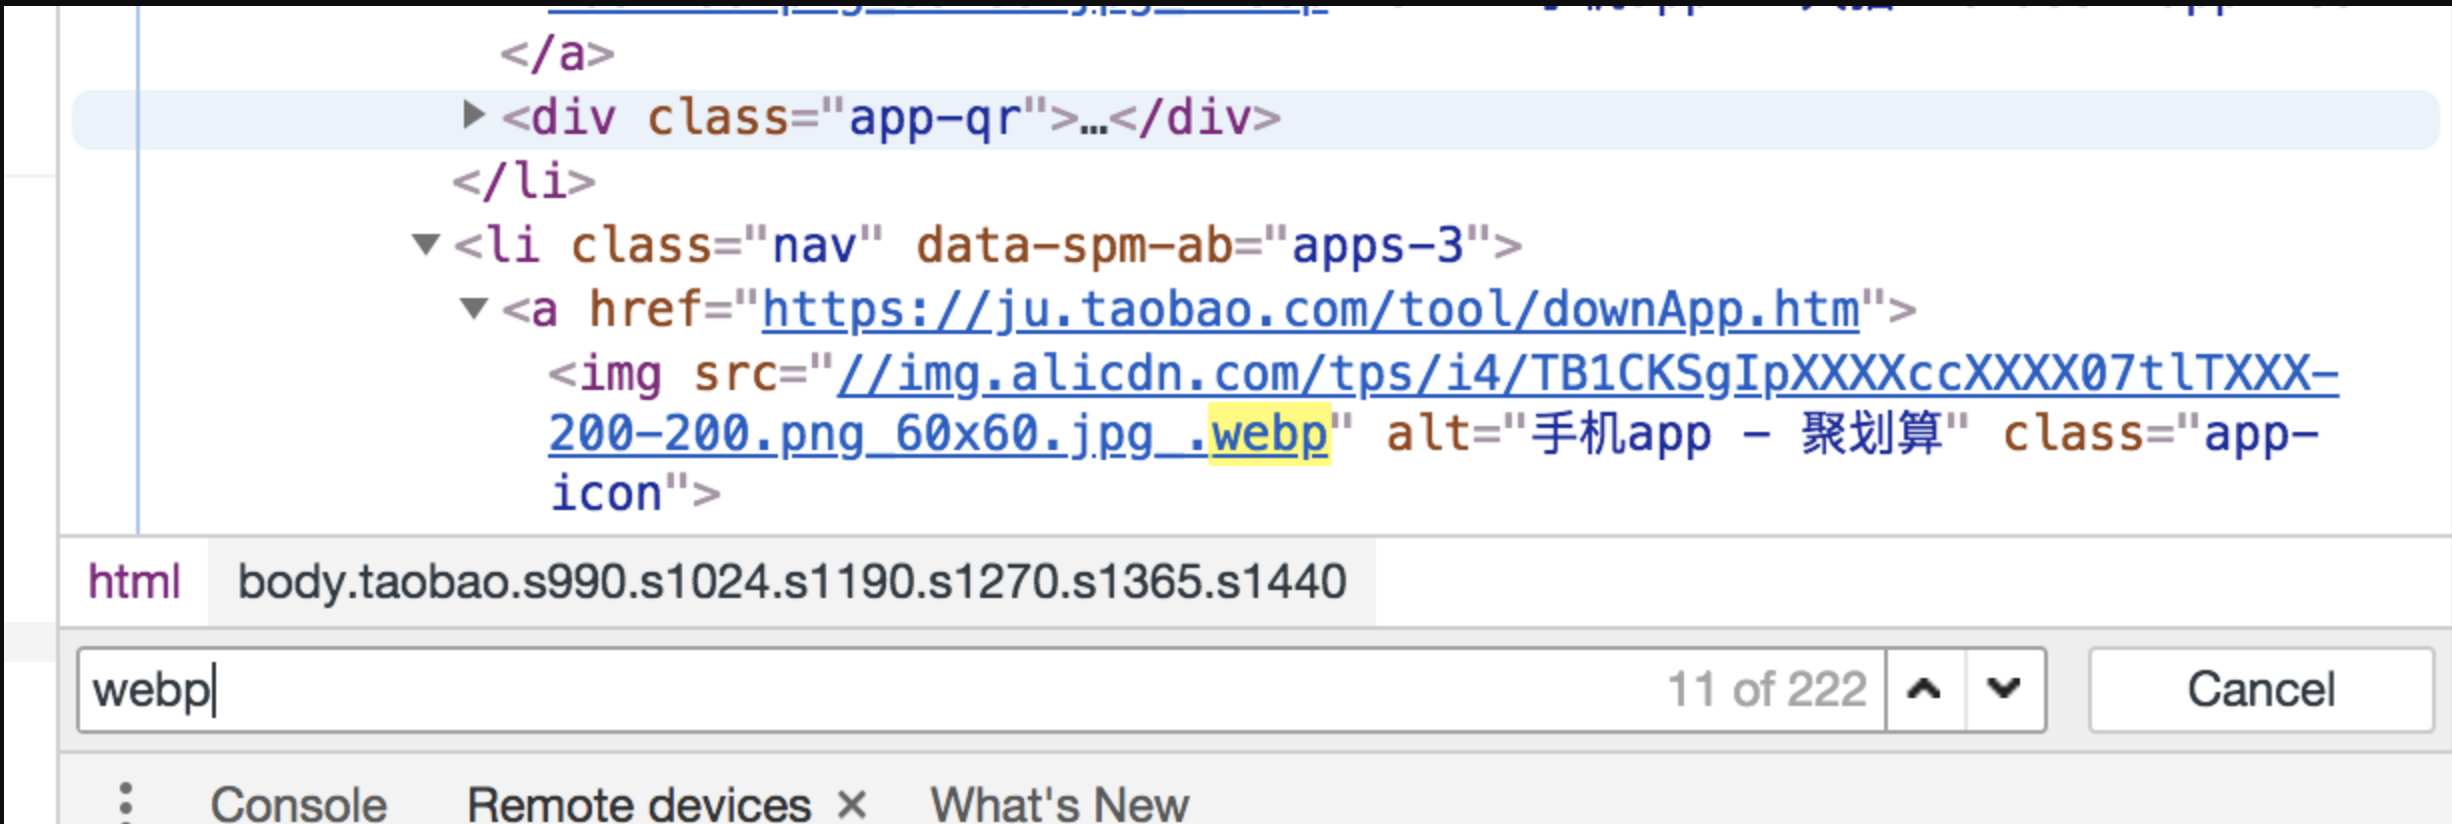 </a>
▶<div class="app-qr">…</div>
</li>
▼<li class="nav" data-spm-ab="apps-3">
▼<a href="https://ju.taobao.com/tool/downApp.htm">
<img src="//img.alicdn.com/tps/i4/TB1CKSgIpXXXXccXXXX07tlTXXX-
200-200.png_60x60.jpg_.webp" alt="手机app - 聚划算" class="app-
icon">
html body.taobao.s990.s1024.s1190.s1270.s1365.s1440
webp 11 of 222 Cancel
Console Remote devices × What's New